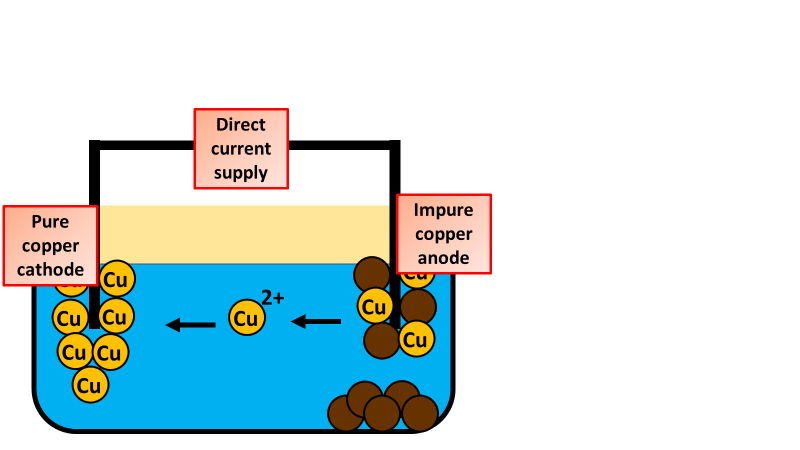 Direct
current
supply
Pure
copper
cathode
Impure
copper
anode
Cu
Cu
Cu
Cu
Cu
Cu
Cu
Cu 2+
Cu
Cu
Cu